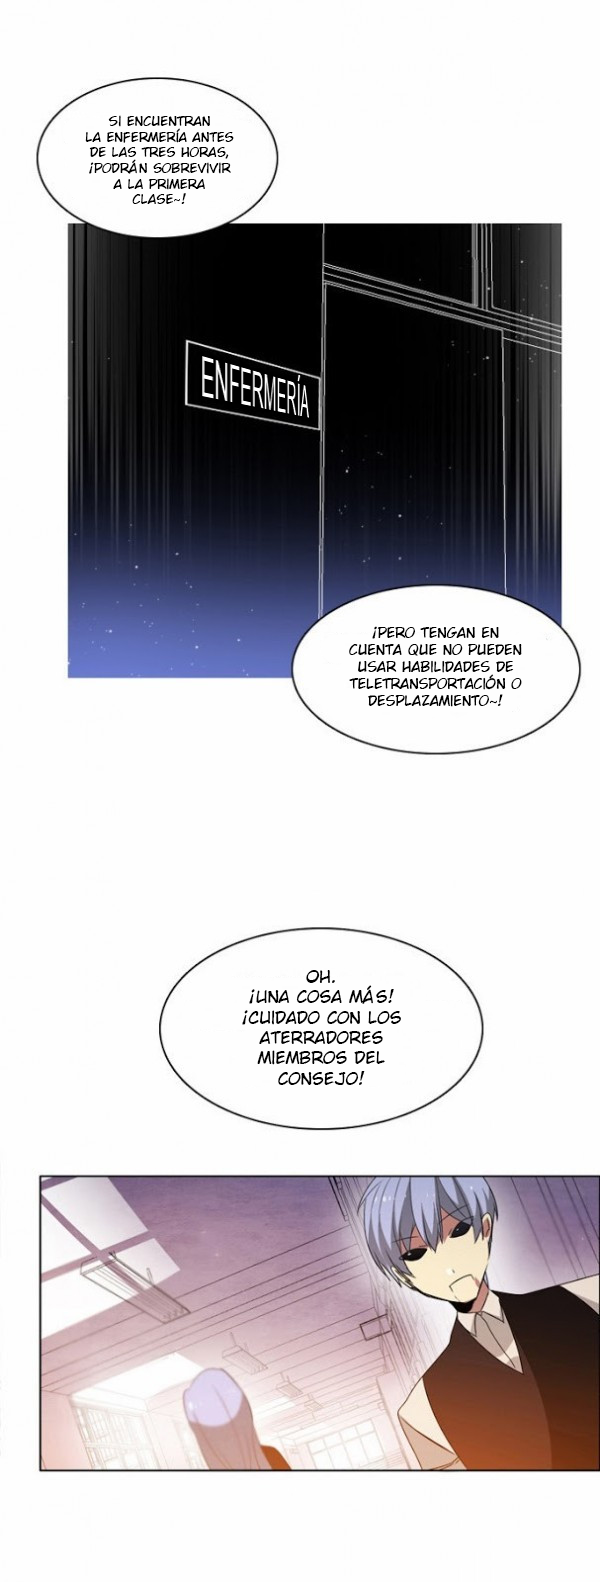 SI ENCUENTRAN
LA ENFERMERÍA ANTES
DE LAS TRES HORAS,
¡PODRÁN SOBREVIVIR
A LA PRIMERA
CLASE~!
ENFERMERÍA
¡PERO TENGAN EN
CUENTA QUE NO PUEDEN
USAR HABILIDADES DE
TELETRANSPORTACIÓN O
DESPLAZAMIENTO~!
OH.
¡UNA COSA MÁS!
¡CUIDADO CON LOS
ATERRADORES
MIEMBROS DEL
CONSEJO!